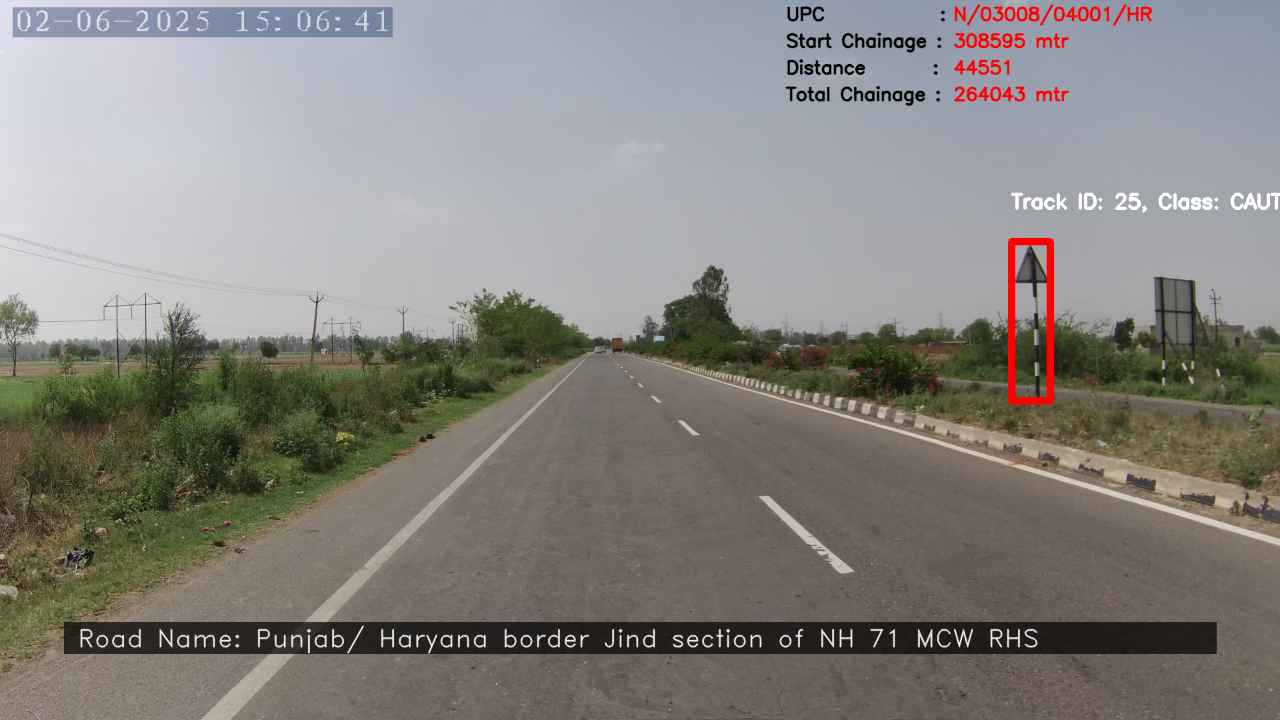 02-06-2025 15:06:41
UPC : N/03008/04001/HR
Start Chainage : 308595 mtr
Distance : 44551
Total Chainage : 264043 mtr
Track ID: 25, Class: CAUT
Road Name: Punjab/ Haryana border Jind section of NH 71 MCW RHS